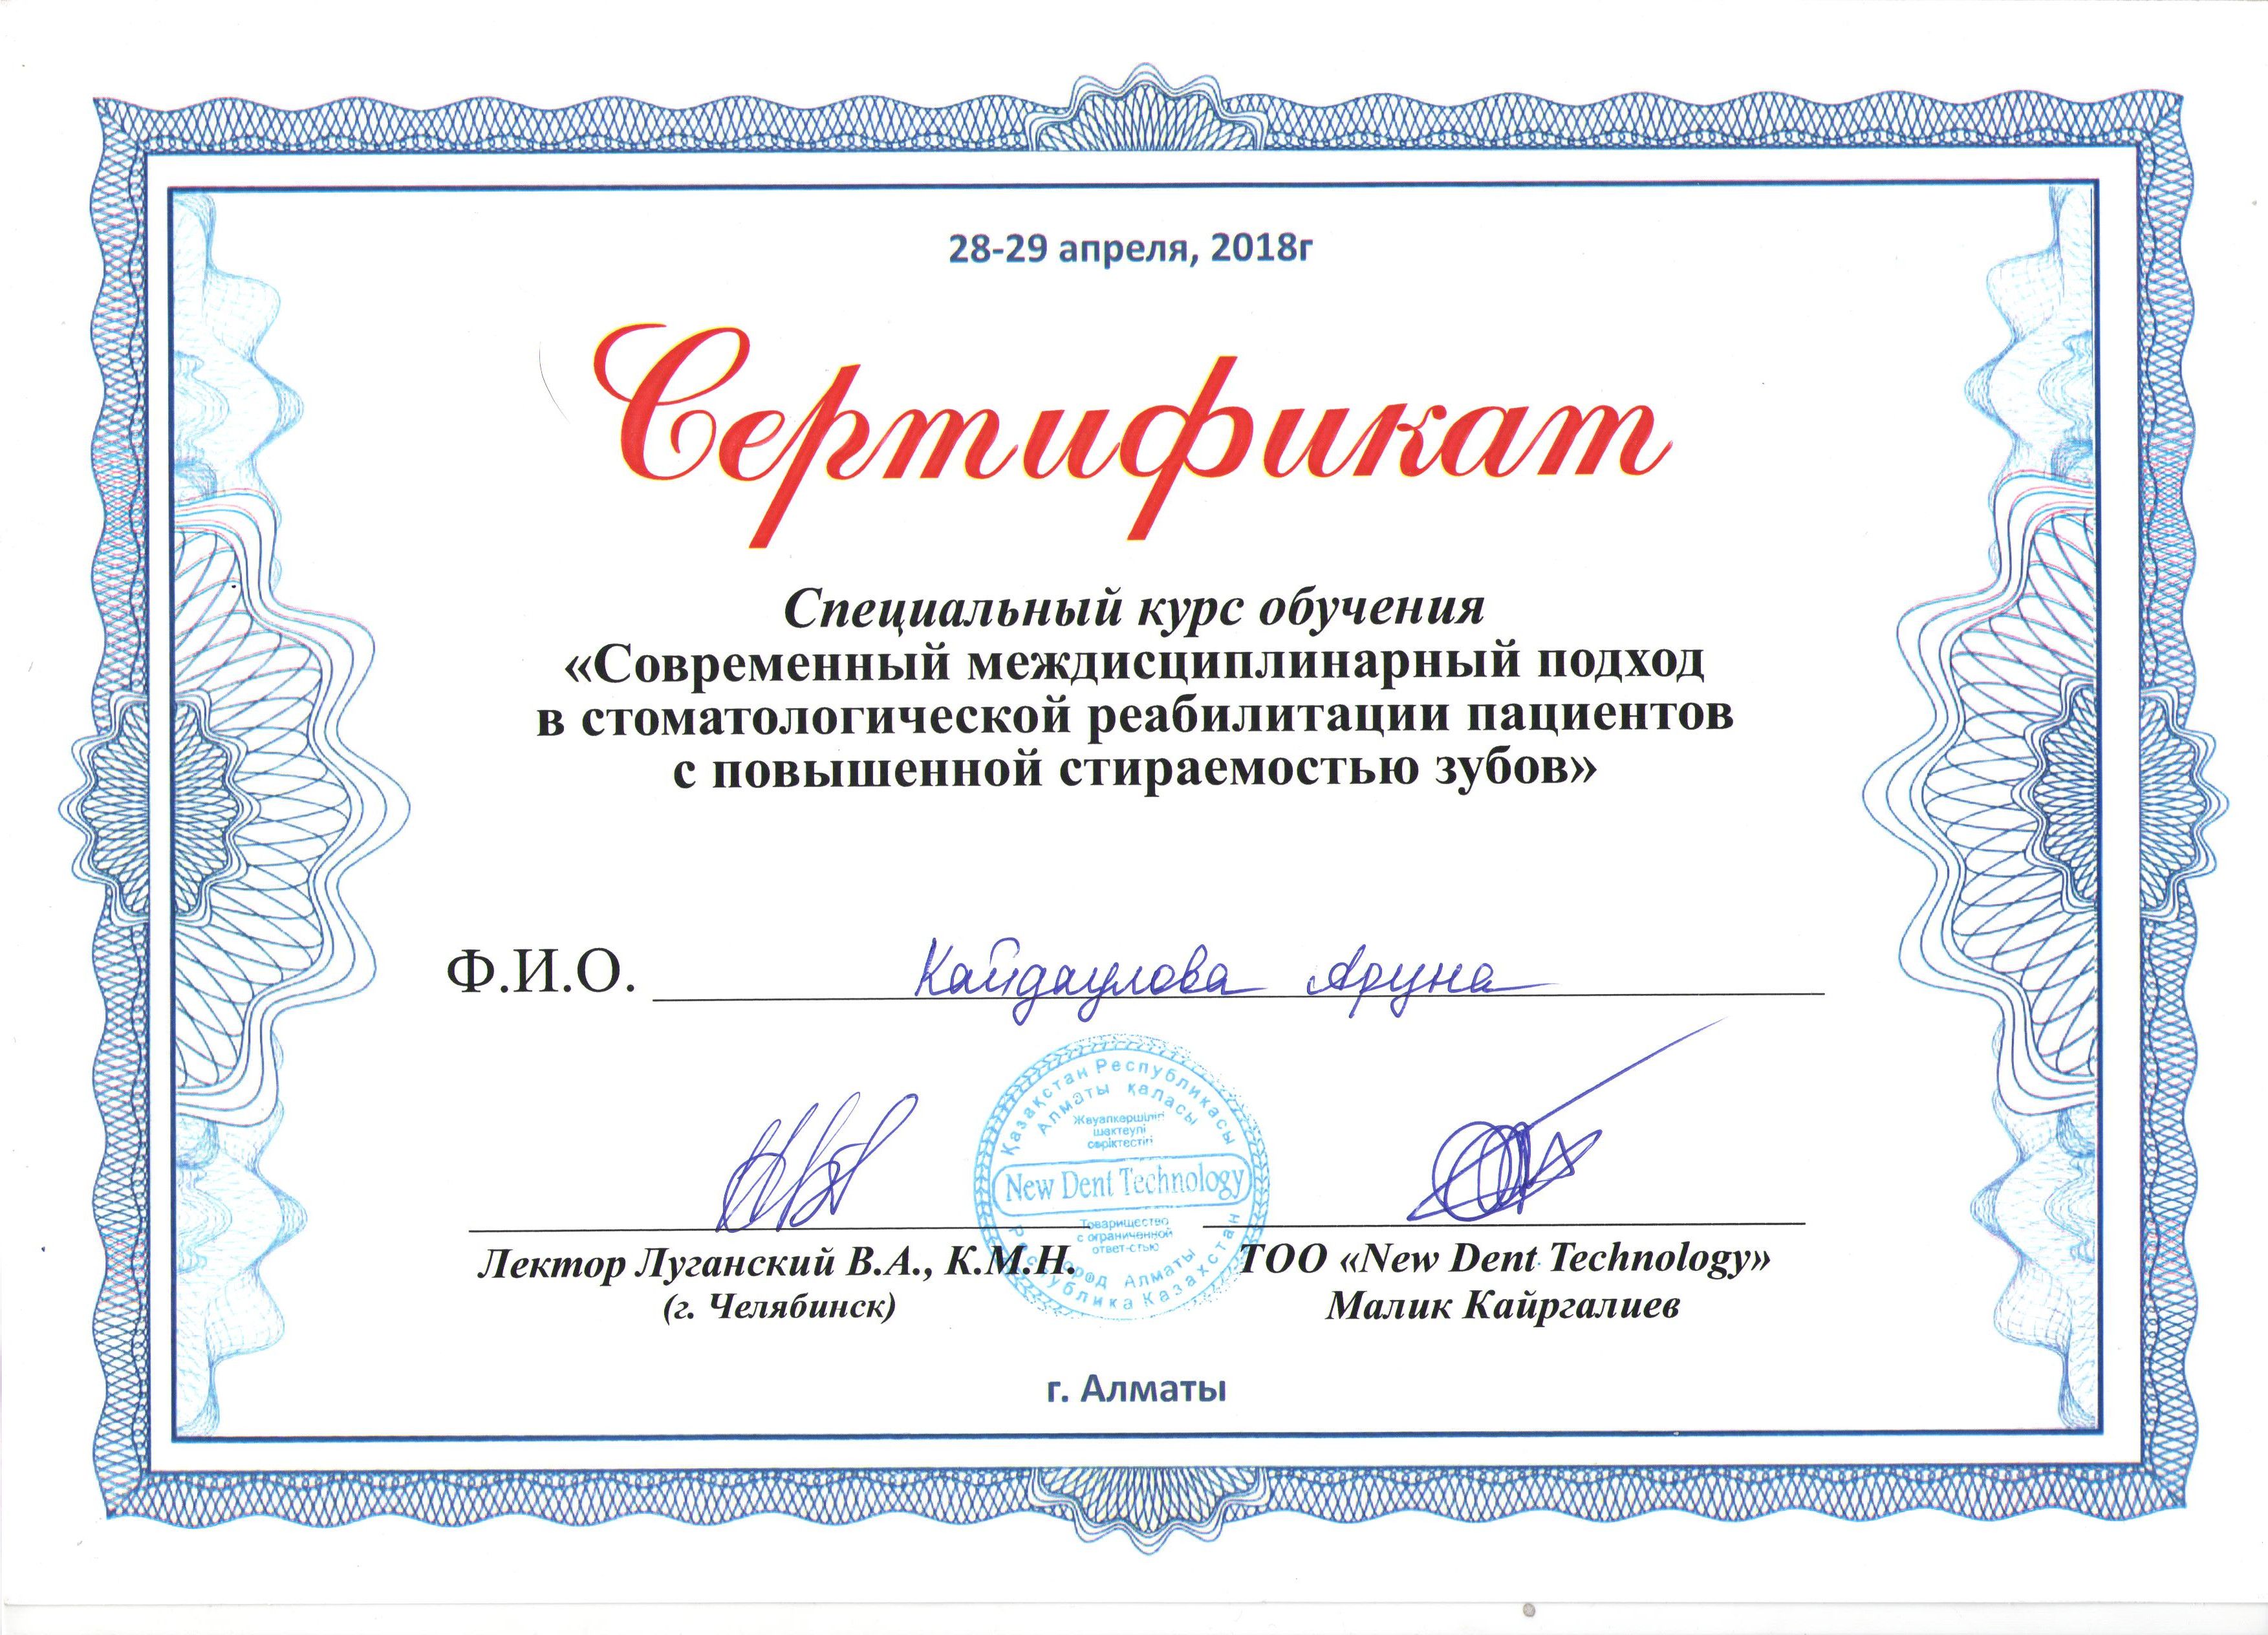 28-29 апреля, 2018г
Сертификат
Специальный курс обучения
«Современный междисциплинарный подход
в стоматологической реабилитации пациентов
с повышенной стираемостью зубов»
Ф.И.О. Кайдаулова Аруна
Қазақстан Республикасы
Алматы қаласы
Жауапкершілігі
шектеулі
серіктестігі
New Dent Technology
Товарищество
с ограниченной
ответ-стью
город Алматы
Республика Казахстан
Лектор Луганский В.А., К.М.Н.
(г. Челябинск)
ТОО «New Dent Technology»
Малик Кайргалиев
г. Алматы